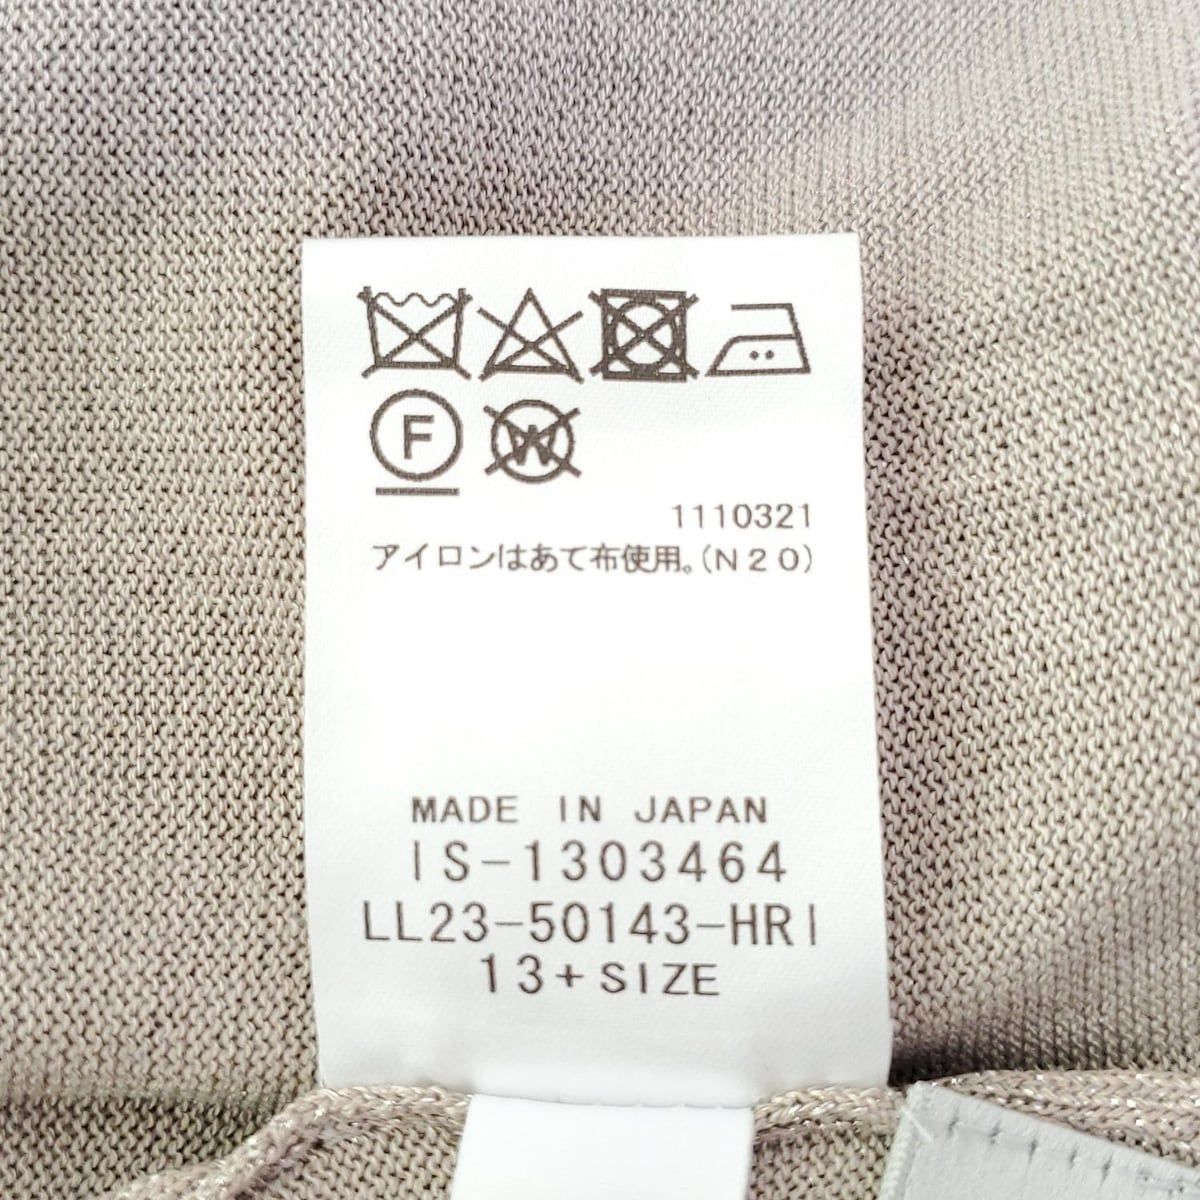 F W
1110321
アイロンはあて布使用。(N20)
MADE IN JAPAN
IS-1303464
LL23-50143-HRI
13+SIZE